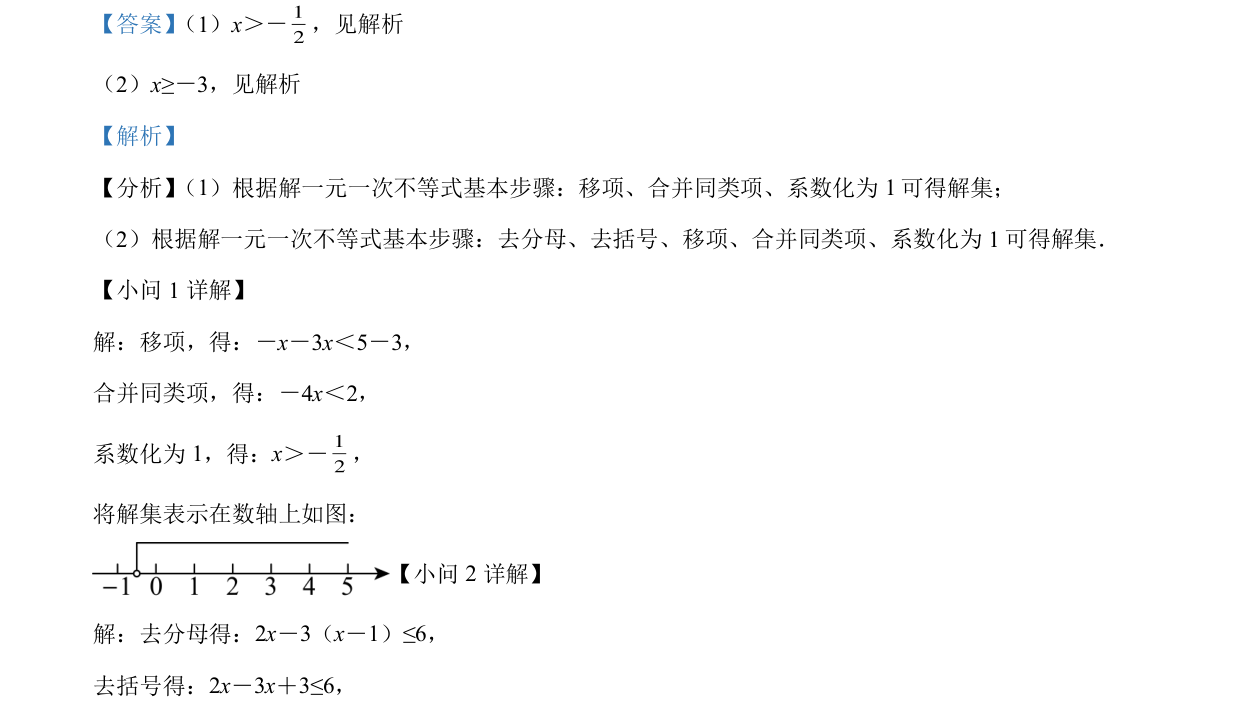 【答案】（1）x＞－1/2，见解析
（2）x≥－3，见解析
【解析】
【分析】（1）根据解一元一次不等式基本步骤：移项、合并同类项、系数化为 1 可得解集；
（2）根据解一元一次不等式基本步骤：去分母、去括号、移项、合并同类项、系数化为 1 可得解集．
【小问 1 详解】
解：移项，得：－x－3x＜5－3，
合并同类项，得：－4x＜2，
系数化为 1，得：x＞－1/2，
将解集表示在数轴上如图：
−1 0 1 2 3 4 5 【小问 2 详解】
解：去分母得：2x－3（x－1）≤6，
去括号得：2x－3x＋3≤6，